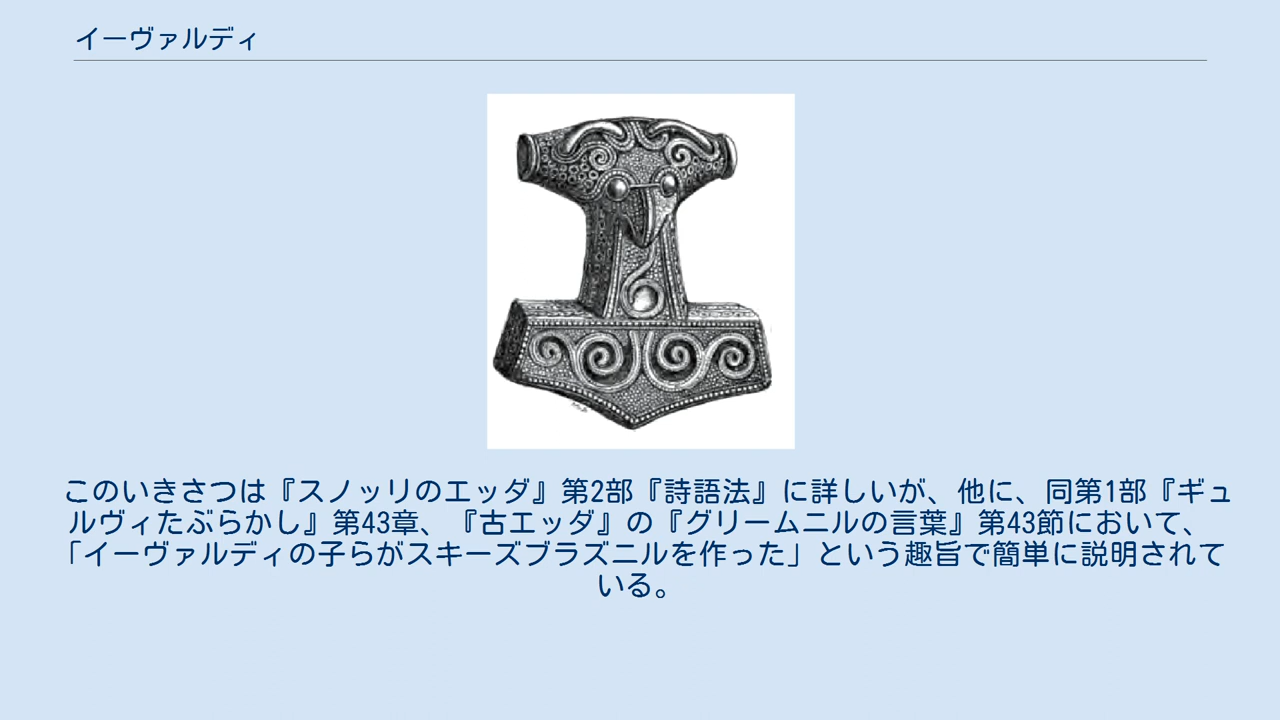 イーヴァルディ
このいきさつは『スノッリのエッダ』第2部『詩語法』に詳しいが、他に、同第1部『ギュ
ルヴィたぶらかし』第43章、『古エッダ』の『グリームニルの言葉』第43節において、
「イーヴァルディの子らがスキーズブラズニルを作った」という趣旨で簡単に説明されて
いる。